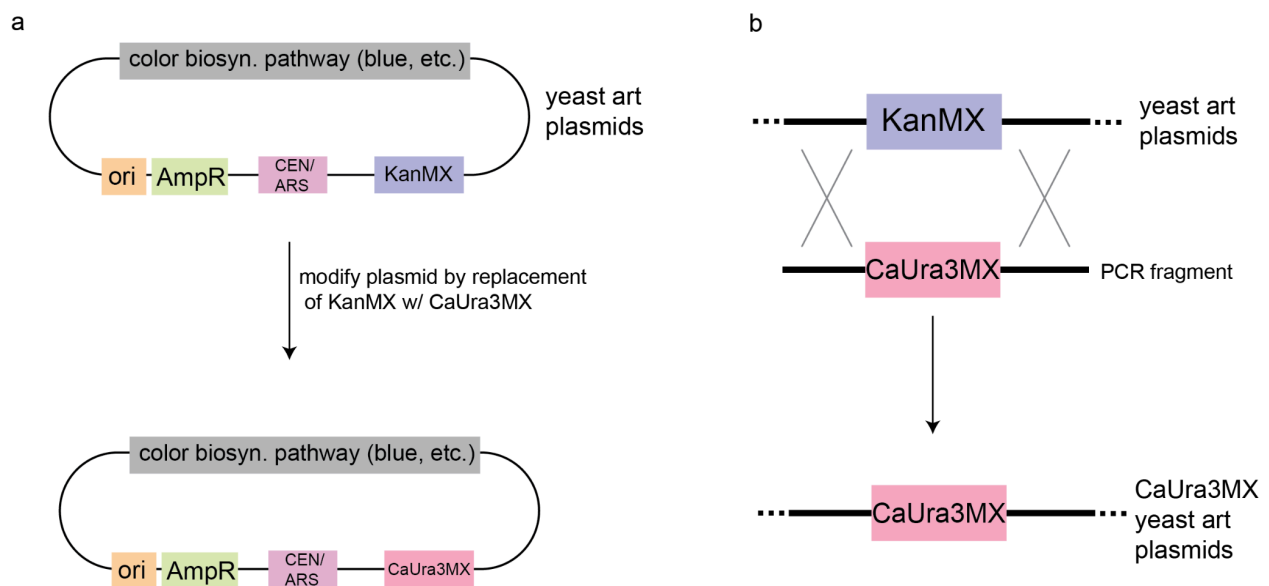 a
color biosyn. pathway (blue, etc.)
yeast art
plasmids
ori
AmpR
CEN/
ARS
KanMX
modify plasmid by replacement
of KanMX w/ CaUra3MX
color biosyn. pathway (blue, etc.)
ori
AmpR
CEN/
ARS
CaUra3MX
b
KanMX
yeast art
plasmids
CaUra3MX
PCR fragment
CaUra3MX
CaUra3MX
yeast art
plasmids